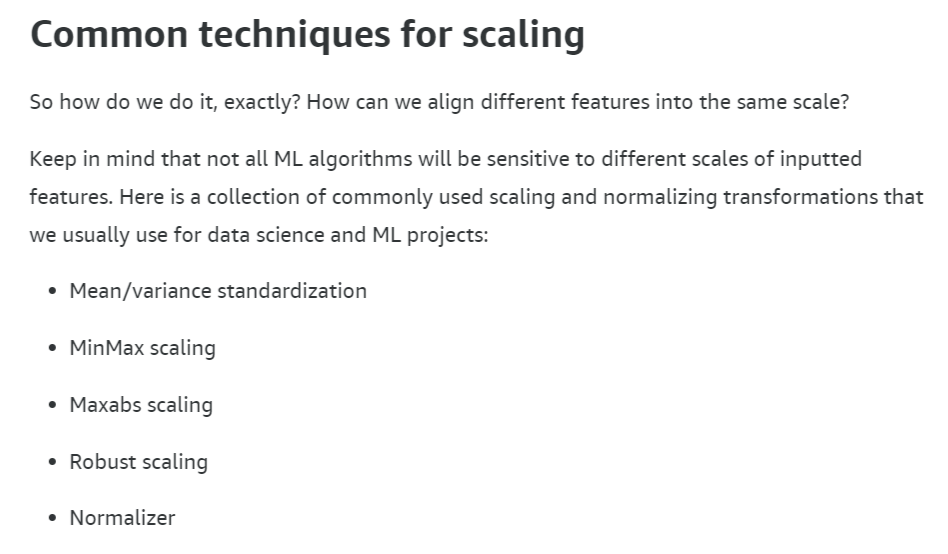 Common techniques for scaling
So how do we do it, exactly? How can we align different features into the same scale?
Keep in mind that not all ML algorithms will be sensitive to different scales of inputted
features. Here is a collection of commonly used scaling and normalizing transformations that
we usually use for data science and ML projects:
• Mean/variance standardization
• MinMax scaling
• Maxabs scaling
• Robust scaling
• Normalizer